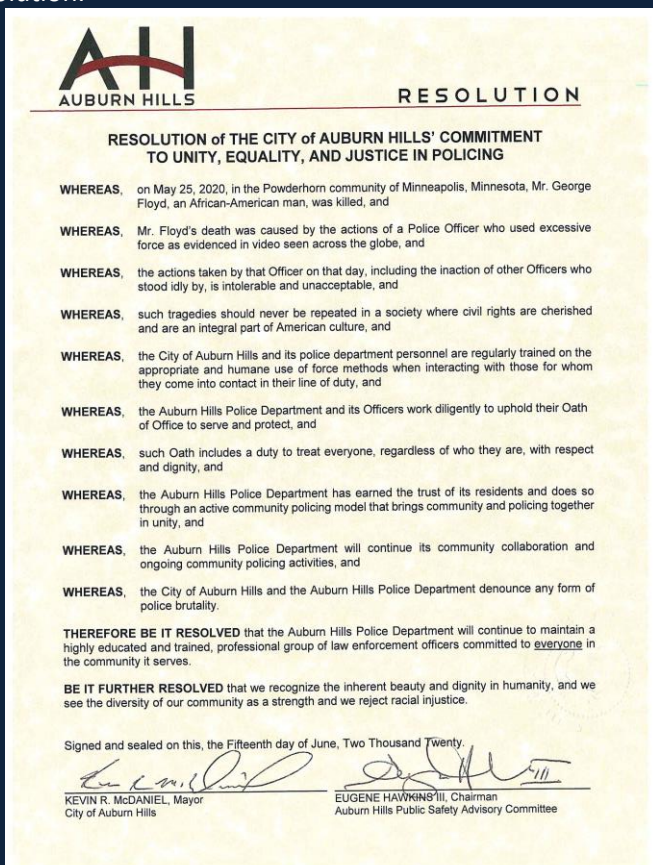 AH
AUBURN HILLS
RESOLUTION
RESOLUTION of THE CITY of AUBURN HILLS' COMMITMENT
TO UNITY, EQUALITY, AND JUSTICE IN POLICING
WHEREAS, on May 25, 2020, in the Powderhorn community of Minneapolis, Minnesota, Mr. George
Floyd, an African-American man, was killed, and
WHEREAS, Mr. Floyd's death was caused by the actions of a Police Officer who used excessive
force as evidenced in video seen across the globe, and
WHEREAS, the actions taken by that Officer on that day, including the inaction of other Officers who
stood idly by, is intolerable and unacceptable, and
WHEREAS, such tragedies should never be repeated in a society where civil rights are cherished
and are an integral part of American culture, and
WHEREAS, the City of Auburn Hills and its police department personnel are regularly trained on the
appropriate and humane use of force methods when interacting with those for whom
they come into contact in their line of duty, and
WHEREAS, the Auburn Hills Police Department and its Officers work diligently to uphold their Oath
of Office to serve and protect, and
WHEREAS, such Oath includes a duty to treat everyone, regardless of who they are, with respect
and dignity, and
WHEREAS, the Auburn Hills Police Department has earned the trust of its residents and does so
through an active community policing model that brings community and policing together
in unity, and
WHEREAS, the Auburn Hills Police Department will continue its community collaboration and
ongoing community policing activities, and
WHEREAS, the City of Auburn Hills and the Auburn Hills Police Department denounce any form of
police brutality.
THEREFORE BE IT RESOLVED that the Auburn Hills Police Department will continue to maintain a
highly educated and trained, professional group of law enforcement officers committed to everyone in
the community it serves.
BE IT FURTHER RESOLVED that we recognize the inherent beauty and dignity in humanity, and we
see the diversity of our community as a strength and we reject racial injustice.
Signed and sealed on this, the Fifteenth day of June, Two Thousand Twenty.
KEVIN R. McDANIEL, Mayor
City of Auburn Hills
EUGENE HAWKINS III, Chairman
Auburn Hills Public Safety Advisory Committee